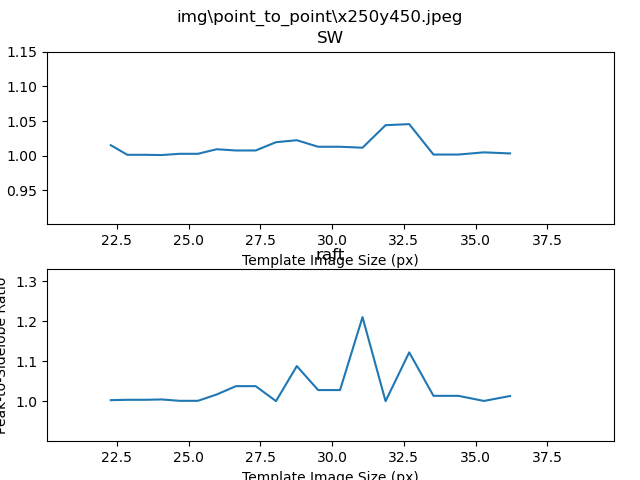 img\point_to_point\x250y450.jpeg
SW
1.15
1.10
1.05
1.00
0.95
22.5 25.0 27.5 30.0 32.5 35.0 37.5
Template Image Size (px)
raft
Peak-to-Sidelobe Ratio
1.3
1.2
1.1
1.0
22.5 25.0 27.5 30.0 32.5 35.0 37.5
Template Image Size (px)